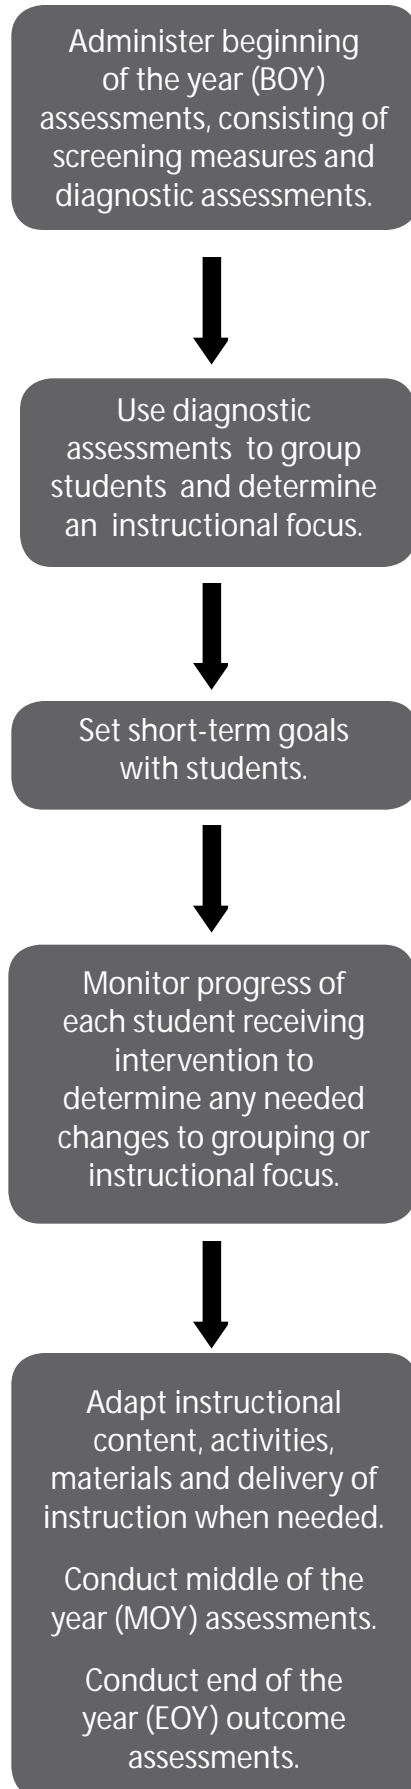 Administer beginning
of the year (BOY)
assessments, consisting of
screening measures and
diagnostic assessments.
Use diagnostic
assessments to group
students and determine
an instructional focus.
Set short-term goals
with students.
Monitor progress of
each student receiving
intervention to
determine any needed
changes to grouping or
instructional focus.
Adapt instructional
content, activities,
materials and delivery of
instruction when needed.
Conduct middle of the
year (MOY) assessments.
Conduct end of the
year (EOY) outcome
assessments.